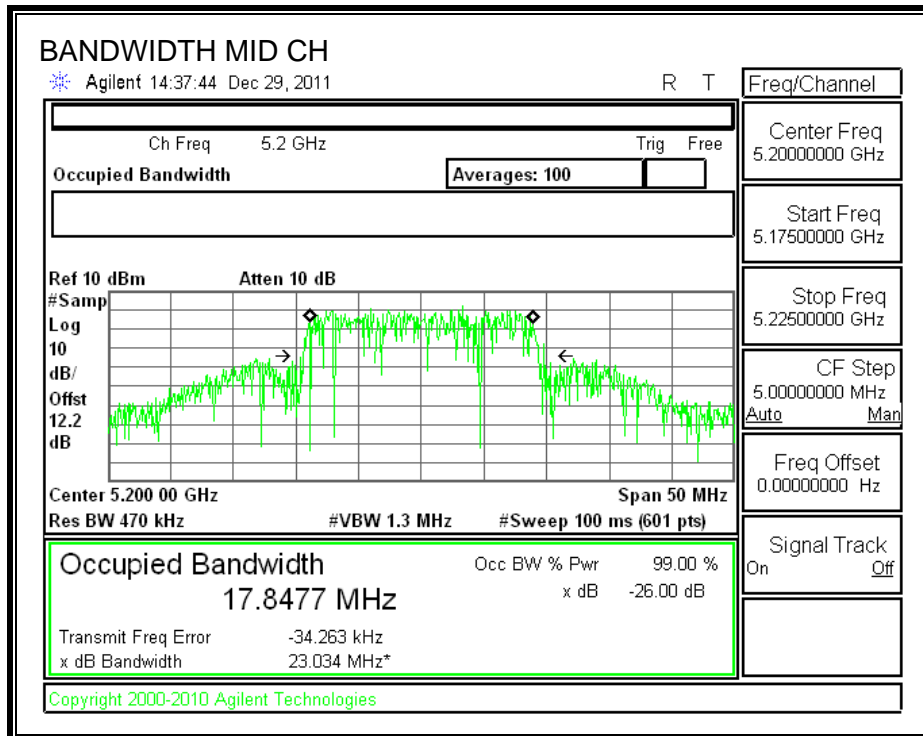 BANDWIDTH MID CH
Agilent 14:37:44 Dec 29, 2011 R T
Freq/Channel
Ch Freq 5.2 GHz Trig Free
Occupied Bandwidth Averages: 100
Center Freq
5.20000000 GHz
Start Freq
5.17500000 GHz
Stop Freq
5.22500000 GHz
CF Step
5.00000000 MHz
Auto Man
Freq Offset
0.00000000 Hz
Signal Track
On Off
Ref 10 dBm Atten 10 dB
#Samp
Log
10
dB/
Offst
12.2
dB
Center 5.200 00 GHz Span 50 MHz
Res BW 470 kHz #VBW 1.3 MHz #Sweep 100 ms (601 pts)
Occupied Bandwidth Occ BW % Pwr 99.00 %
17.8477 MHz x dB -26.00 dB
Transmit Freq Error -34.263 kHz
x dB Bandwidth 23.034 MHz*
Copyright 2000-2010 Agilent Technologies